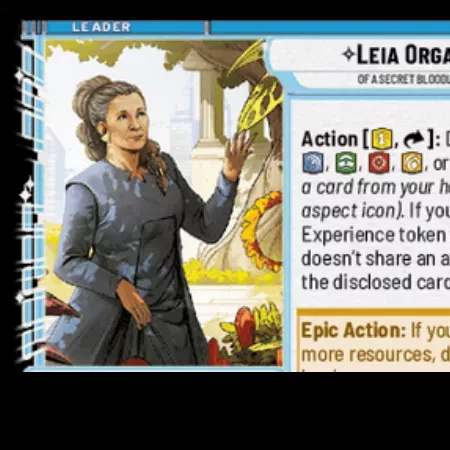 LEADER
LEIA ORGA
OF A SECRET BLOODL
Action [1, ]:
, , , , or
a card from your h
aspect icon). If you
Experience token
doesn't share an a
the disclosed card
Epic Action: If you
more resources, d